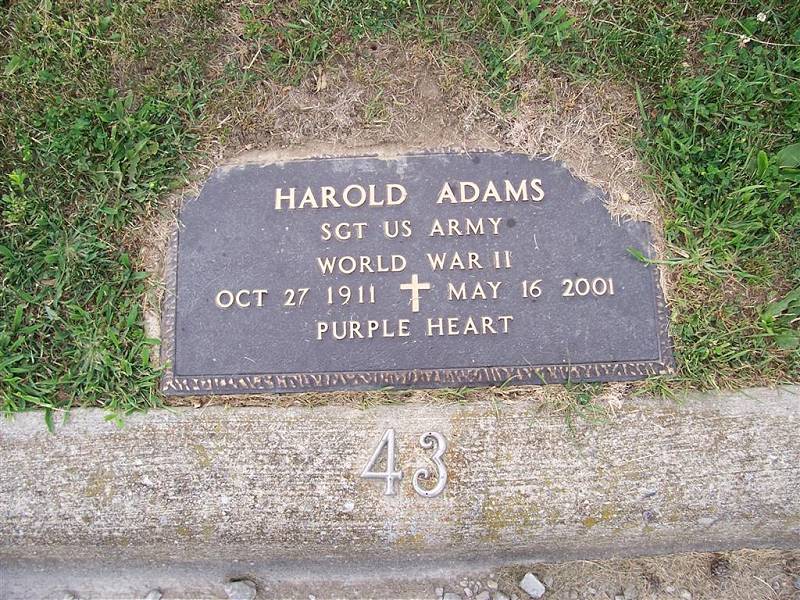 HAROLD ADAMS
SGT US ARMY
WORLD WAR II
OCT 27 1911 MAY 16 2001
PURPLE HEART
43